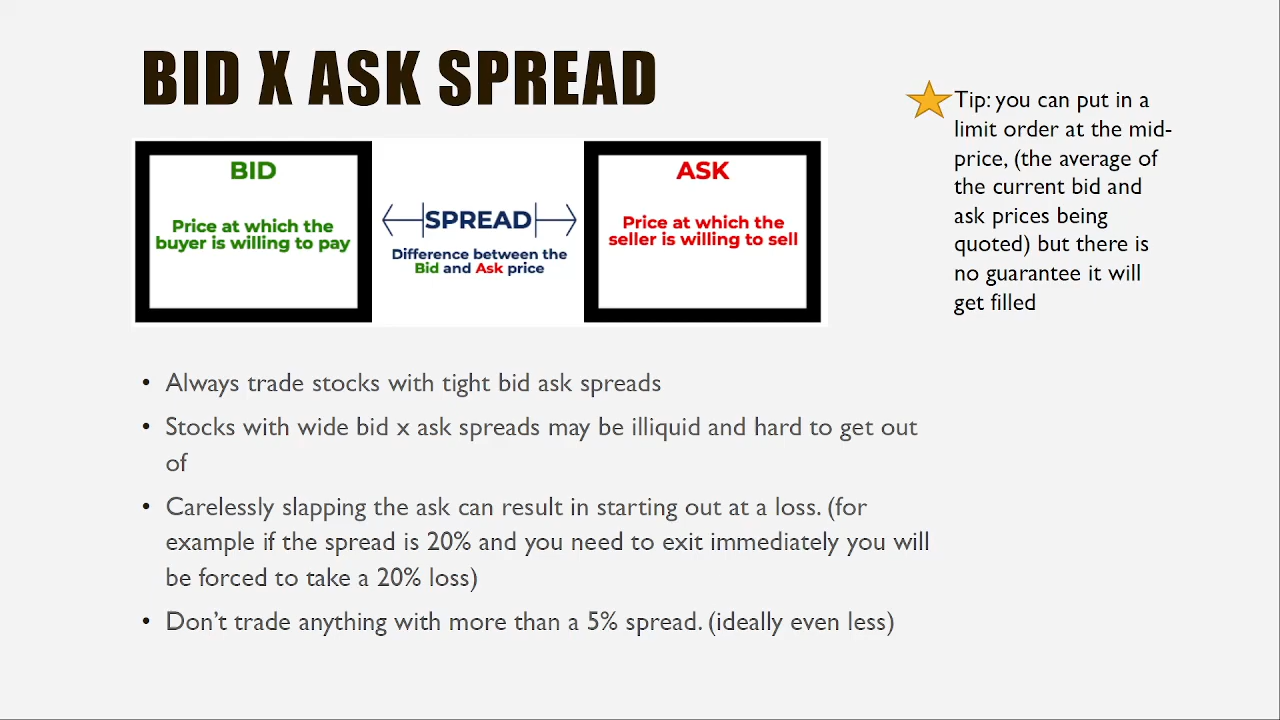 BID X ASK SPREAD
BID
Price at which the
buyer is willing to pay
SPREAD
Difference between the
Bid and Ask price
ASK
Price at which the
seller is willing to sell
Tip: you can put in a
limit order at the mid-
price, (the average of
the current bid and
ask prices being
quoted) but there is
no guarantee it will
get filled
• Always trade stocks with tight bid ask spreads
• Stocks with wide bid x ask spreads may be illiquid and hard to get out
of
• Carelessly slapping the ask can result in starting out at a loss. (for
example if the spread is 20% and you need to exit immediately you will
be forced to take a 20% loss)
• Don’t trade anything with more than a 5% spread. (ideally even less)